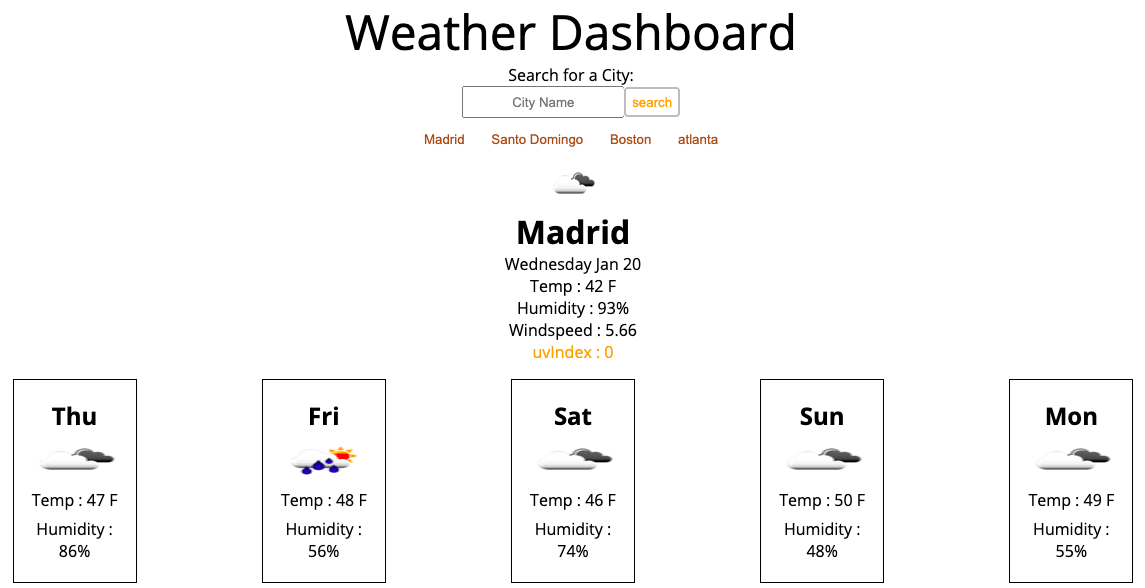 Weather Dashboard
Search for a City:
City Name search
Madrid Santo Domingo Boston atlanta
Madrid
Wednesday Jan 20
Temp : 42 F
Humidity : 93%
Windspeed : 5.66
uvIndex : 0
Thu
Temp : 47 F
Humidity :
86%
Fri
Temp : 48 F
Humidity :
56%
Sat
Temp : 46 F
Humidity :
74%
Sun
Temp : 50 F
Humidity :
48%
Mon
Temp : 49 F
Humidity :
55%